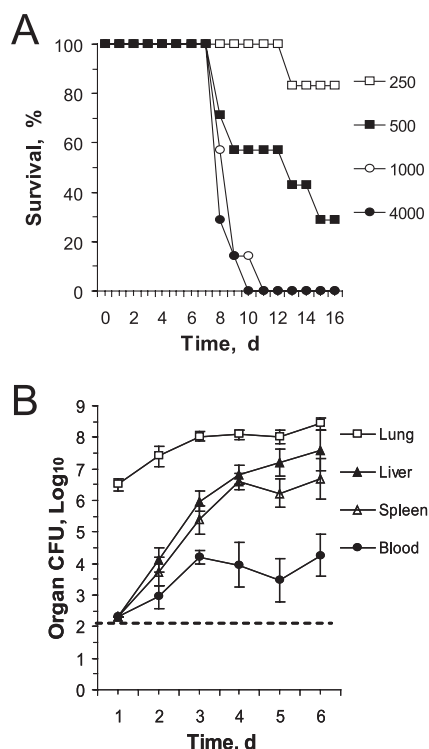 A
Survival, %
100
80
60
40
20
0
0 2 4 6 8 10 12 14 16
Time, d
250
500
1000
4000
B
Organ CFU, Log10
9
8
7
6
5
4
3
2
1
0
1 2 3 4 5 6
Time, d
Lung
Liver
Spleen
Blood